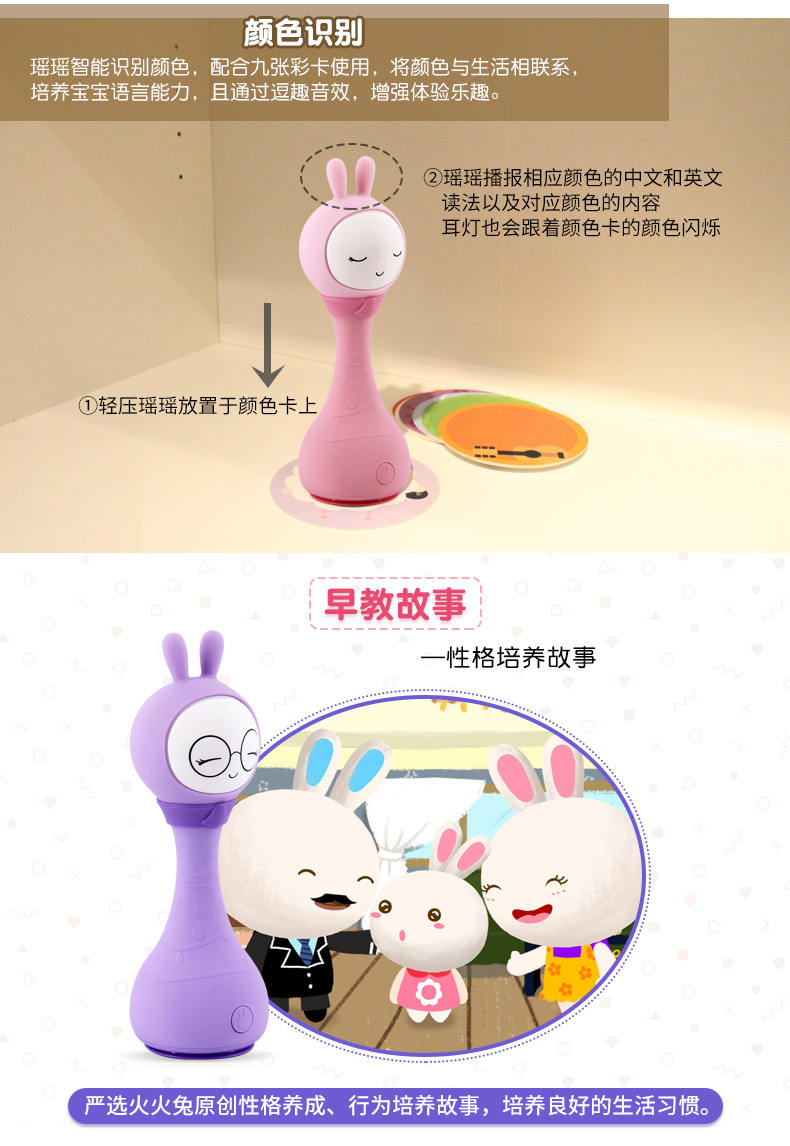 颜色识别
瑶瑶智能识别颜色，配合九张彩卡使用，将颜色与生活相联系，
培养宝宝语言能力，且通过逗趣音效，增强体验乐趣。
②瑶瑶播报相应颜色的中文和英文
读法以及对应颜色的内容
耳灯也会跟着颜色卡的颜色闪烁
①轻压瑶瑶放置于颜色卡上
早教故事
—性格培养故事
严选火火兔原创性格养成、行为培养故事，培养良好的生活习惯。